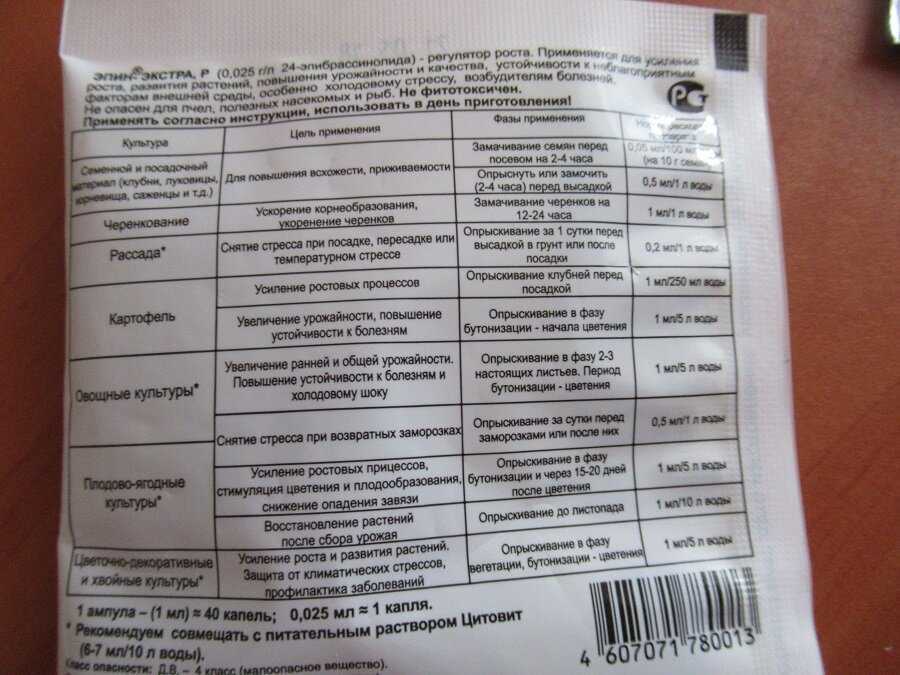 ЭПИН®-ЭКСТРА, Р (0,025 г/л 24-эпибрассинолида) - регулятор роста. Применяется для усиления
роста, развития растений, повышения урожайности и качества, устойчивости к неблагоприятным
факторам внешней среды, особенно холодовому стрессу, возбудителям болезней.
Не опасен для пчел, полезных насекомых и рыб. Не фитотоксичен.
Применять согласно инструкции, использовать в день приготовления!
РСТ
Культура
Цель применения
Фазы применения
Семенной и посадочный
материал (клубни, луковицы,
корневища, саженцы и т.д.)
Для повышения всхожести, приживаемости
Замачивание семян перед
посевом на 2-4 часа
0,05 мл/100 мл
(на 10 г семян)
Опрыснуть или замочить
(2-4 часа) перед высадкой
0,5 мл/1 л воды
Черенкование
Ускорение корнеобразования,
укоренение черенков
Замачивание черенков на
12-24 часа
1 мл/1 л воды
Рассада*
Снятие стресса при посадке, пересадке или
температурном стрессе
Опрыскивание за 1 сутки перед
высадкой в грунт или после
посадки
0,2 мл/1 л воды
Картофель
Усиление ростовых процессов
Опрыскивание клубней перед
посадкой
1 мл/250 мл воды
Увеличение урожайности, повышение
устойчивости к болезням
Опрыскивание в фазу
бутонизации - начала цветения
1 мл/5 л воды
Овощные культуры*
Увеличение ранней и общей урожайности.
Повышение устойчивости к болезням и
холодовому шоку
Опрыскивание в фазу 2-3
настоящих листьев. Период
бутонизации - цветения
1 мл/5 л воды
Снятие стресса при возвратных заморозках
Опрыскивание за сутки перед
заморозками или после них
0,5 мл/1 л воды
Плодово-ягодные
культуры*
Усиление ростовых прицессов,
стимуляция цветения и плодообразования,
снижение опадения завязи
Опрыскивание в фазу
бутонизации и через 15-20 дней
после цветения
1 мл/5 л воды
Восстановление растений
после сбора урожая
Опрыскивание до листопада
1 мл/10 л воды
Цветочно-декоративные
и хвойные культуры*
Усиление роста и развития растений.
Защита от климатических стрессов,
профилактика заболеваний
Опрыскивание в фазу
вегетации, бутонизации - цветения
1 мл/5 л воды
1 ампула – (1 мл) ≈ 40 капель; 0,025 мл ≈ 1 капля.
* Рекомендуем совмещать с питательным раствором Цитовит
(6-7 мл/10 л воды).
Класс опасности: Д.В. – 4 класс (малоопасное вещество).
4 607071 780013